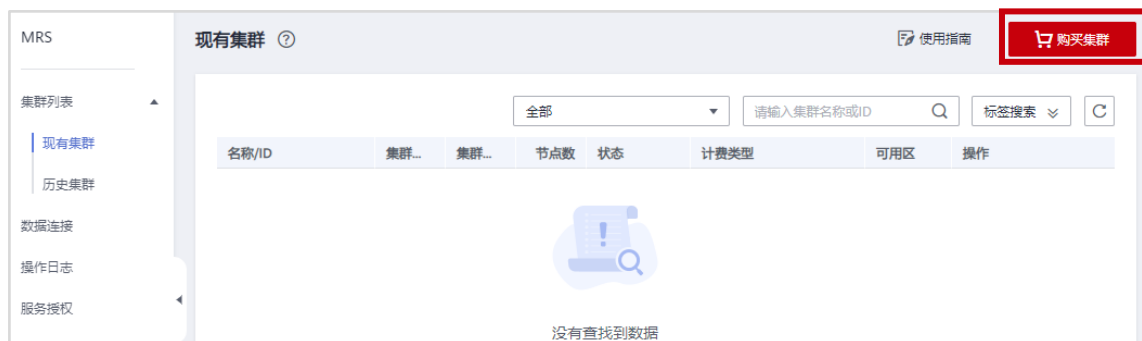 MRS
现有集群 ?
使用指南
购买集群
集群列表
现有集群
历史集群
数据连接
操作日志
服务授权
全部
请输入集群名称或ID
标签搜索
名称/ID 集群... 集群... 节点数 状态 计费类型 可用区 操作
没有查找到数据